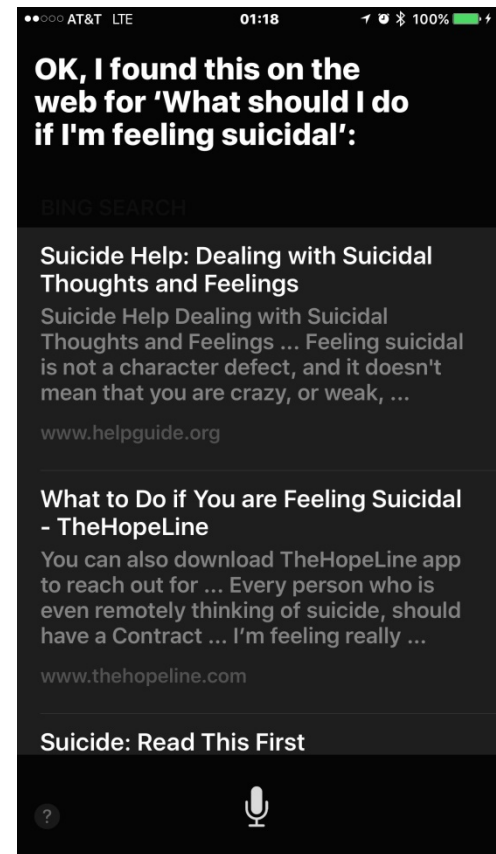 AT&T LTE 01:18 100%
OK, I found this on the
web for ‘What should I do
if I'm feeling suicidal’:
BING SEARCH
Suicide Help: Dealing with Suicidal
Thoughts and Feelings
Suicide Help Dealing with Suicidal
Thoughts and Feelings ... Feeling suicidal
is not a character defect, and it doesn't
mean that you are crazy, or weak, ...
www.helpguide.org
What to Do if You are Feeling Suicidal
- TheHopeLine
You can also download TheHopeLine app
to reach out for ... Every person who is
even remotely thinking of suicide, should
have a Contract ... I’m feeling really ...
www.thehopeline.com
Suicide: Read This First
?